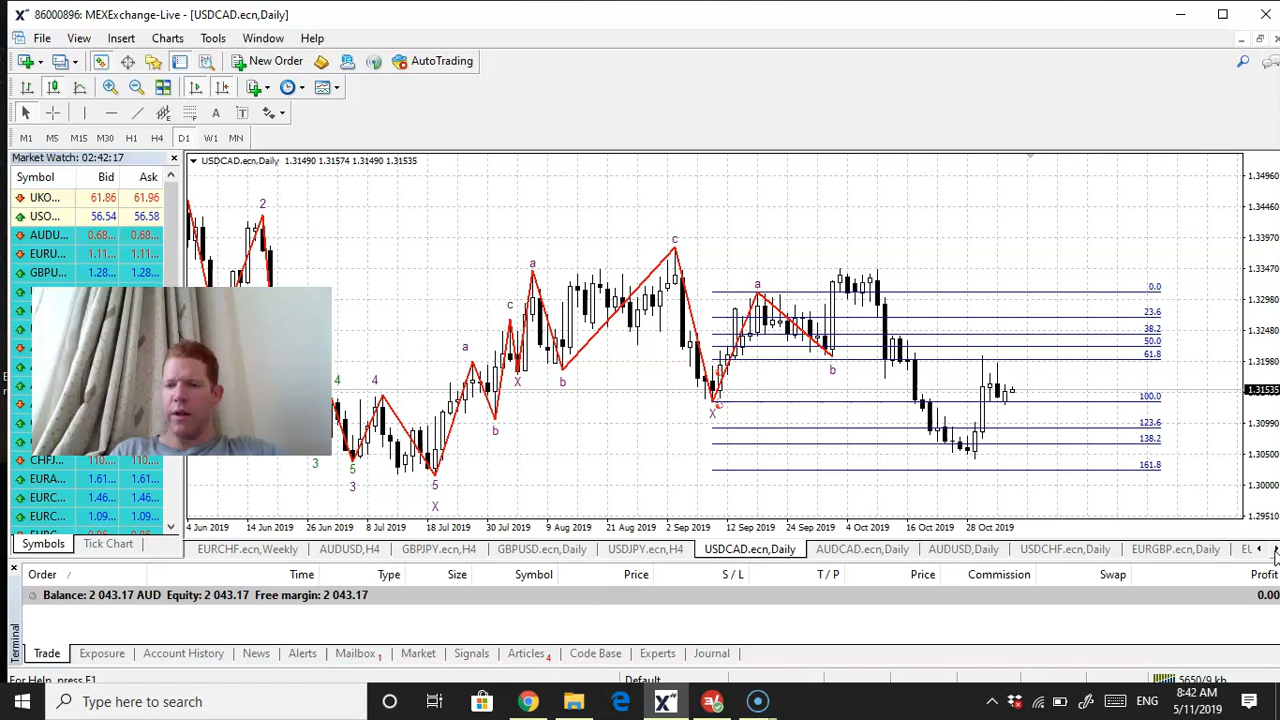 86000896: MEXExchange-Live - [USDCAD.ecn,Daily]
File View Insert Charts Tools Window Help
New Order AutoTrading
M1 M5 M15 M30 H1 H4 D1 W1 MN
Market Watch: 02:42:17
Symbol Bid Ask
UKO... 61.86 61.96
USO... 56.54 56.58
AUDU... 0.68... 0.68...
EURU... 1.11... 1.11...
GBPU... 1.28... 1.28...
CHFJ... 110.... 110....
EURA... 1.61... 1.61...
EURC... 1.46... 1.46...
EURC... 1.09... 1.09...
Symbols Tick Chart
USDCAD.ecn,Daily 1.31490 1.31574 1.31490 1.31535
2
c
a
c
a
X
b
b
a
X
b
4
4
3
5
3
5
X
0.0
23.6
38.2
50.0
61.8
100.0
123.6
138.2
161.8
1.34960
1.34460
1.33470
1.32980
1.32480
1.31980
1.31535
1.30990
1.30500
1.30000
1.29510
4 Jun 2019 14 Jun 2019 26 Jun 2019 8 Jul 2019 18 Jul 2019 30 Jul 2019 9 Aug 2019 21 Aug 2019 2 Sep 2019 12 Sep 2019 24 Sep 2019 4 Oct 2019 16 Oct 2019 28 Oct 2019
EURCHF.ecn,Weekly AUDUSD,H4 GBPJPY.ecn,H4 GBPUSD.ecn,Daily USDJPY.ecn,H4 USDCAD.ecn,Daily AUDCAD.ecn,Daily AUDUSD,Daily USDCHF.ecn,Daily EURGBP.ecn,Daily
Order / Time Type Size Symbol Price S / L T / P Price Commission Swap Profit
Balance: 2 043.17 AUD Equity: 2 043.17 Free margin: 2 043.17 0.00
Terminal
Trade Exposure Account History News Alerts Mailbox1 Market Signals Articles4 Code Base Experts Journal
For Help, press F1 Default 5650/9 kb
Type here to search
ENG
8:42 AM
5/11/2019